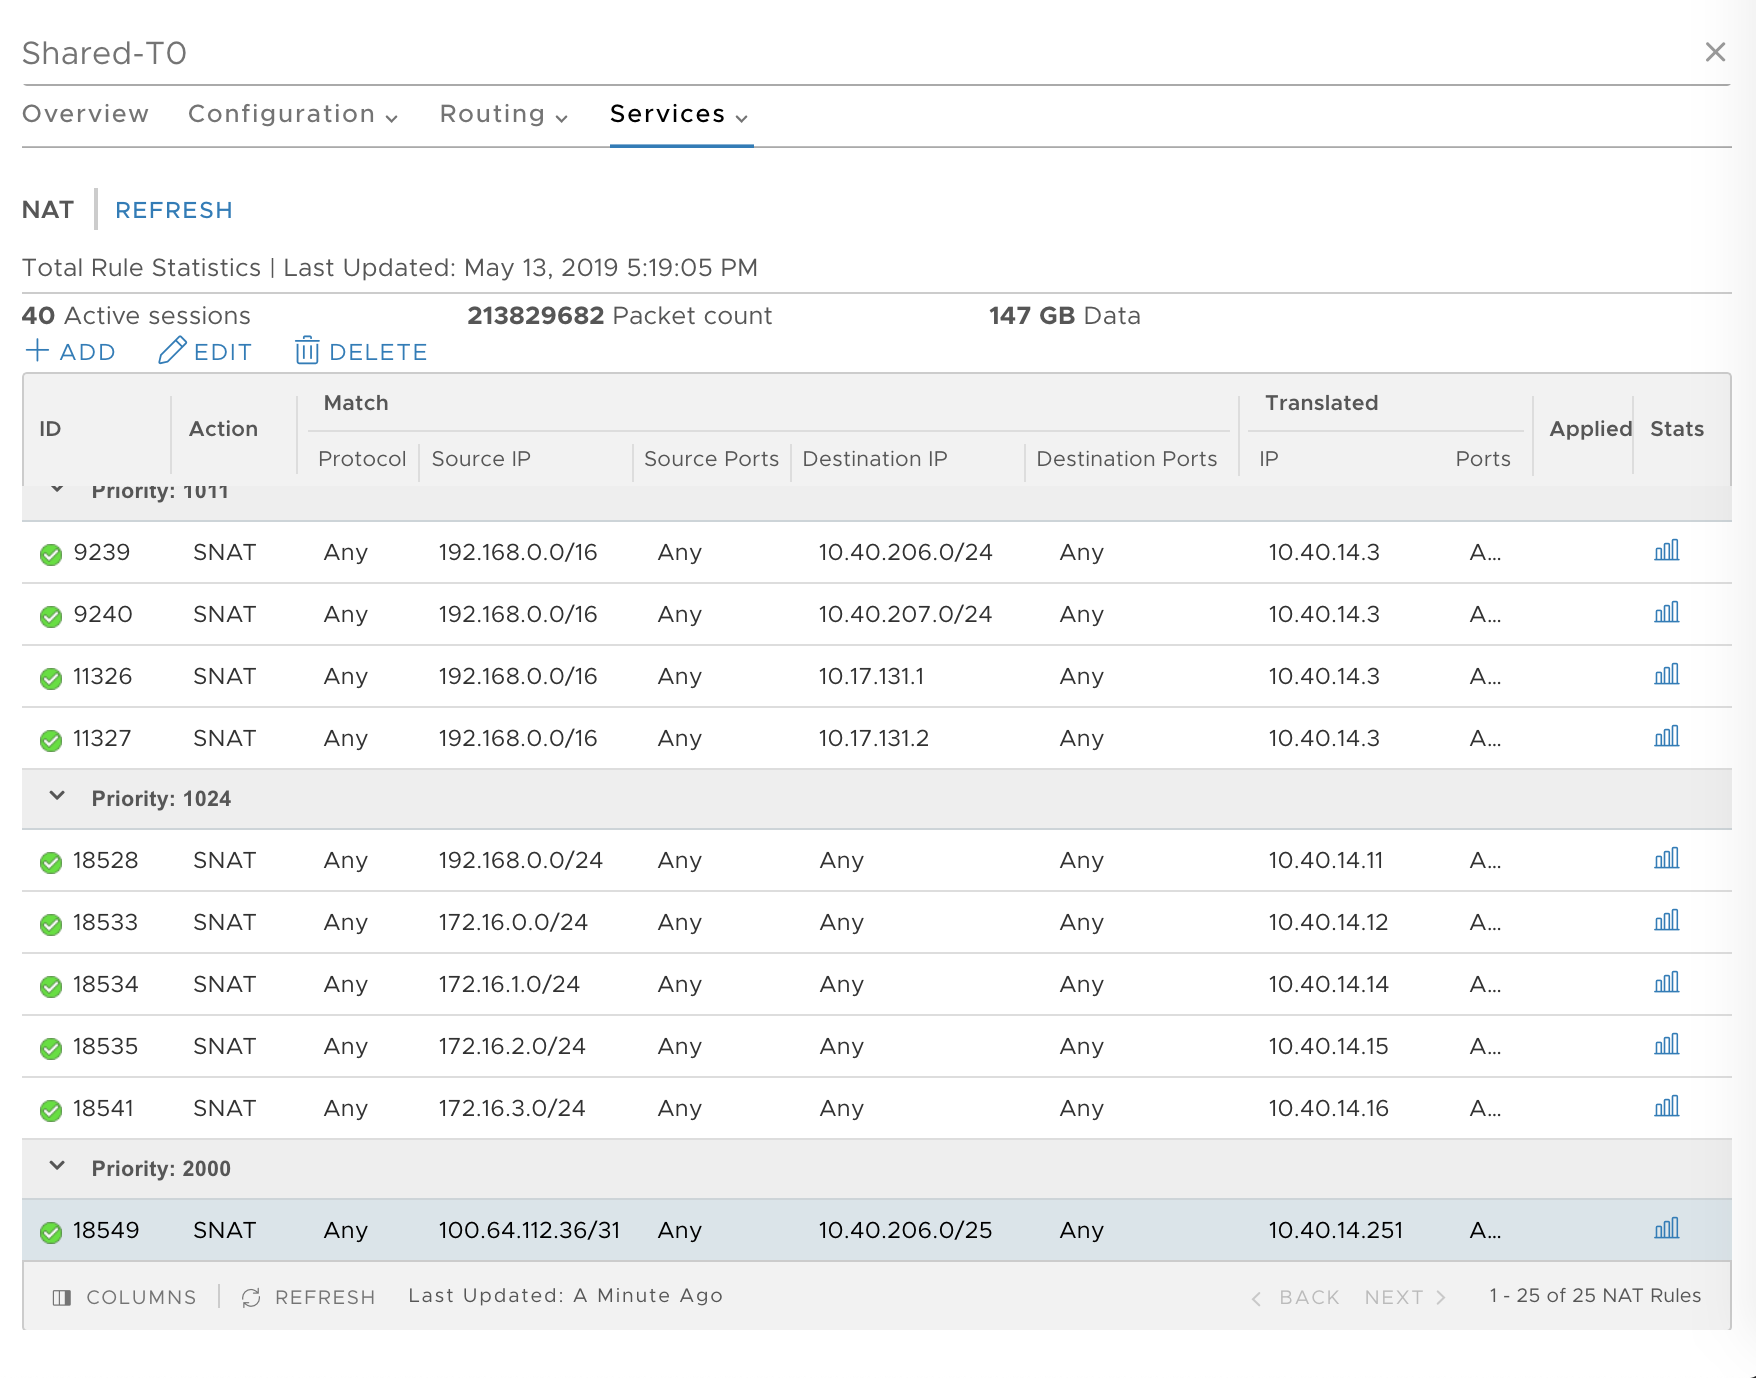 Shared-T0
Overview Configuration Routing Services
NAT REFRESH
Total Rule Statistics | Last Updated: May 13, 2019 5:19:05 PM
40 Active sessions 213829682 Packet count 147 GB Data
ADD EDIT DELETE
ID Action Match Translated Applied Stats
Protocol Source IP Source Ports Destination IP Destination Ports IP Ports
Priority: 1011
9239 SNAT Any 192.168.0.0/16 Any 10.40.206.0/24 Any 10.40.14.3 A...
9240 SNAT Any 192.168.0.0/16 Any 10.40.207.0/24 Any 10.40.14.3 A...
11326 SNAT Any 192.168.0.0/16 Any 10.17.131.1 Any 10.40.14.3 A...
11327 SNAT Any 192.168.0.0/16 Any 10.17.131.2 Any 10.40.14.3 A...
Priority: 1024
18528 SNAT Any 192.168.0.0/24 Any Any Any 10.40.14.11 A...
18533 SNAT Any 172.16.0.0/24 Any Any Any 10.40.14.12 A...
18534 SNAT Any 172.16.1.0/24 Any Any Any 10.40.14.14 A...
18535 SNAT Any 172.16.2.0/24 Any Any Any 10.40.14.15 A...
18541 SNAT Any 172.16.3.0/24 Any Any Any 10.40.14.16 A...
Priority: 2000
18549 SNAT Any 100.64.112.36/31 Any 10.40.206.0/25 Any 10.40.14.251 A...
COLUMNS REFRESH Last Updated: A Minute Ago BACK NEXT 1 - 25 of 25 NAT Rules